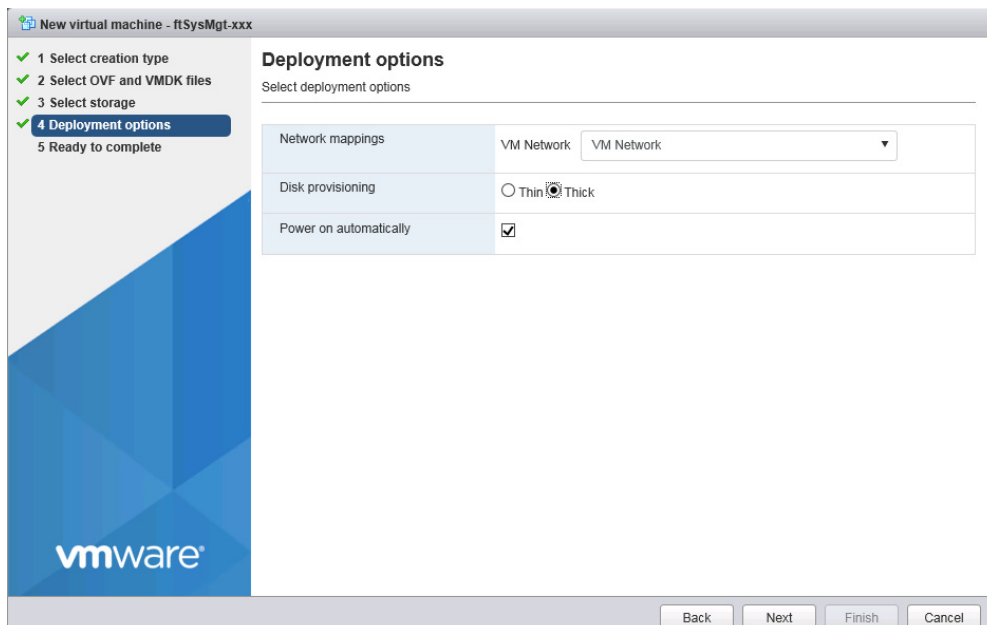 New virtual machine - ftSysMgt-xxx
1 Select creation type
2 Select OVF and VMDK files
3 Select storage
4 Deployment options
5 Ready to complete
Deployment options
Select deployment options
Network mappings VM Network VM Network
Disk provisioning Thin Thick
Power on automatically
vmware®
Back Next Finish Cancel